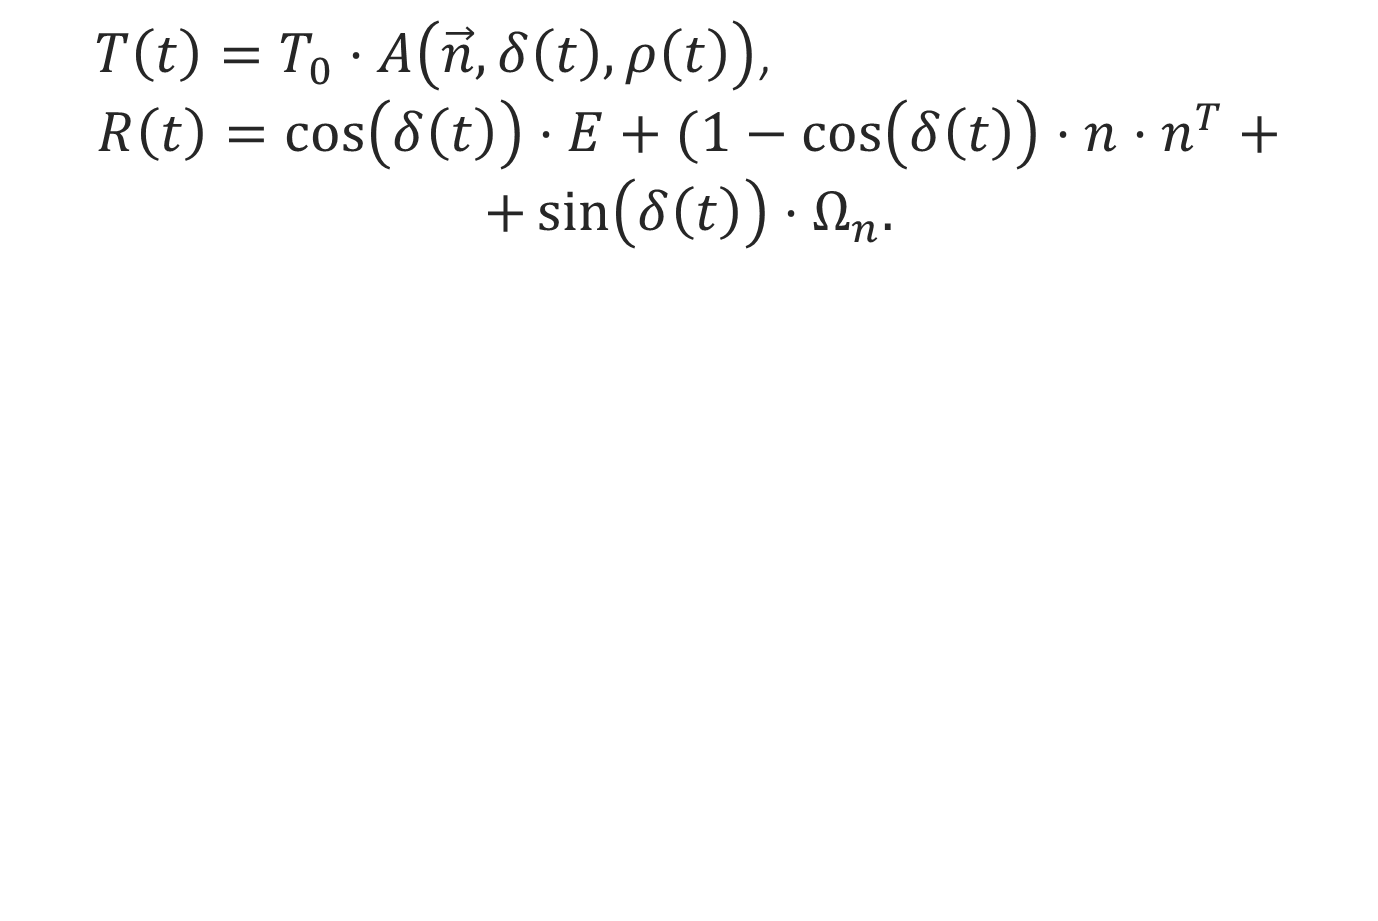 T(t) = T₀ · A(n⃗, δ(t), ρ(t)),
R(t) = cos(δ(t)) · E + (1 − cos(δ(t)) · n · nᵀ +
+ sin(δ(t)) · Ωₙ.